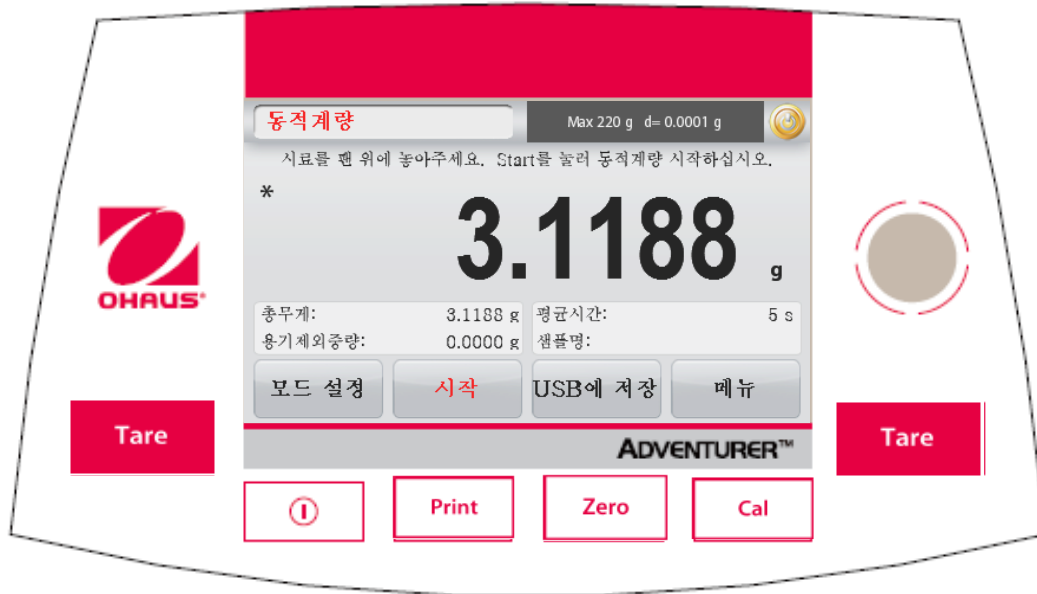 동적계량
Max 220 g d= 0.0001 g
시료를 팬 위에 놓아주세요. Start를 눌러 동적계량 시작하십시오.
*
3.1188 g
총무게: 3.1188 g 평균시간: 5 s
용기제외중량: 0.0000 g 샘플명:
모드 설정 시작 USB에 저장 메뉴
OHAUS
Tare
Tare
ADVENTURER™
Print Zero Cal